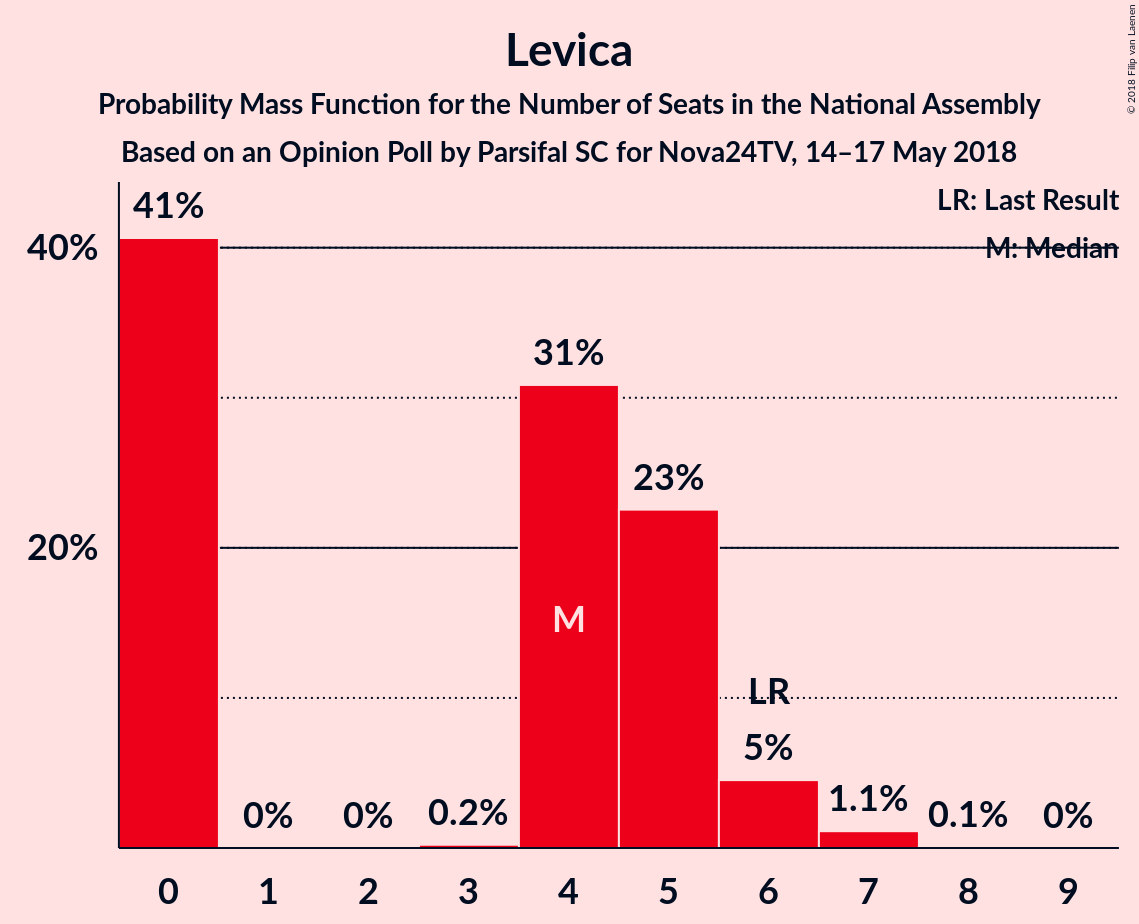 Levica
Probability Mass Function for the Number of Seats in the National Assembly
Based on an Opinion Poll by Parsifal SC for Nova24TV, 14–17 May 2018
© 2018 Filip van Laenen
LR: Last Result
M: Median
40%
20%
41%
0%
0%
0.2%
31%
M
23%
LR
5%
1.1%
0.1%
0%
0 1 2 3 4 5 6 7 8 9